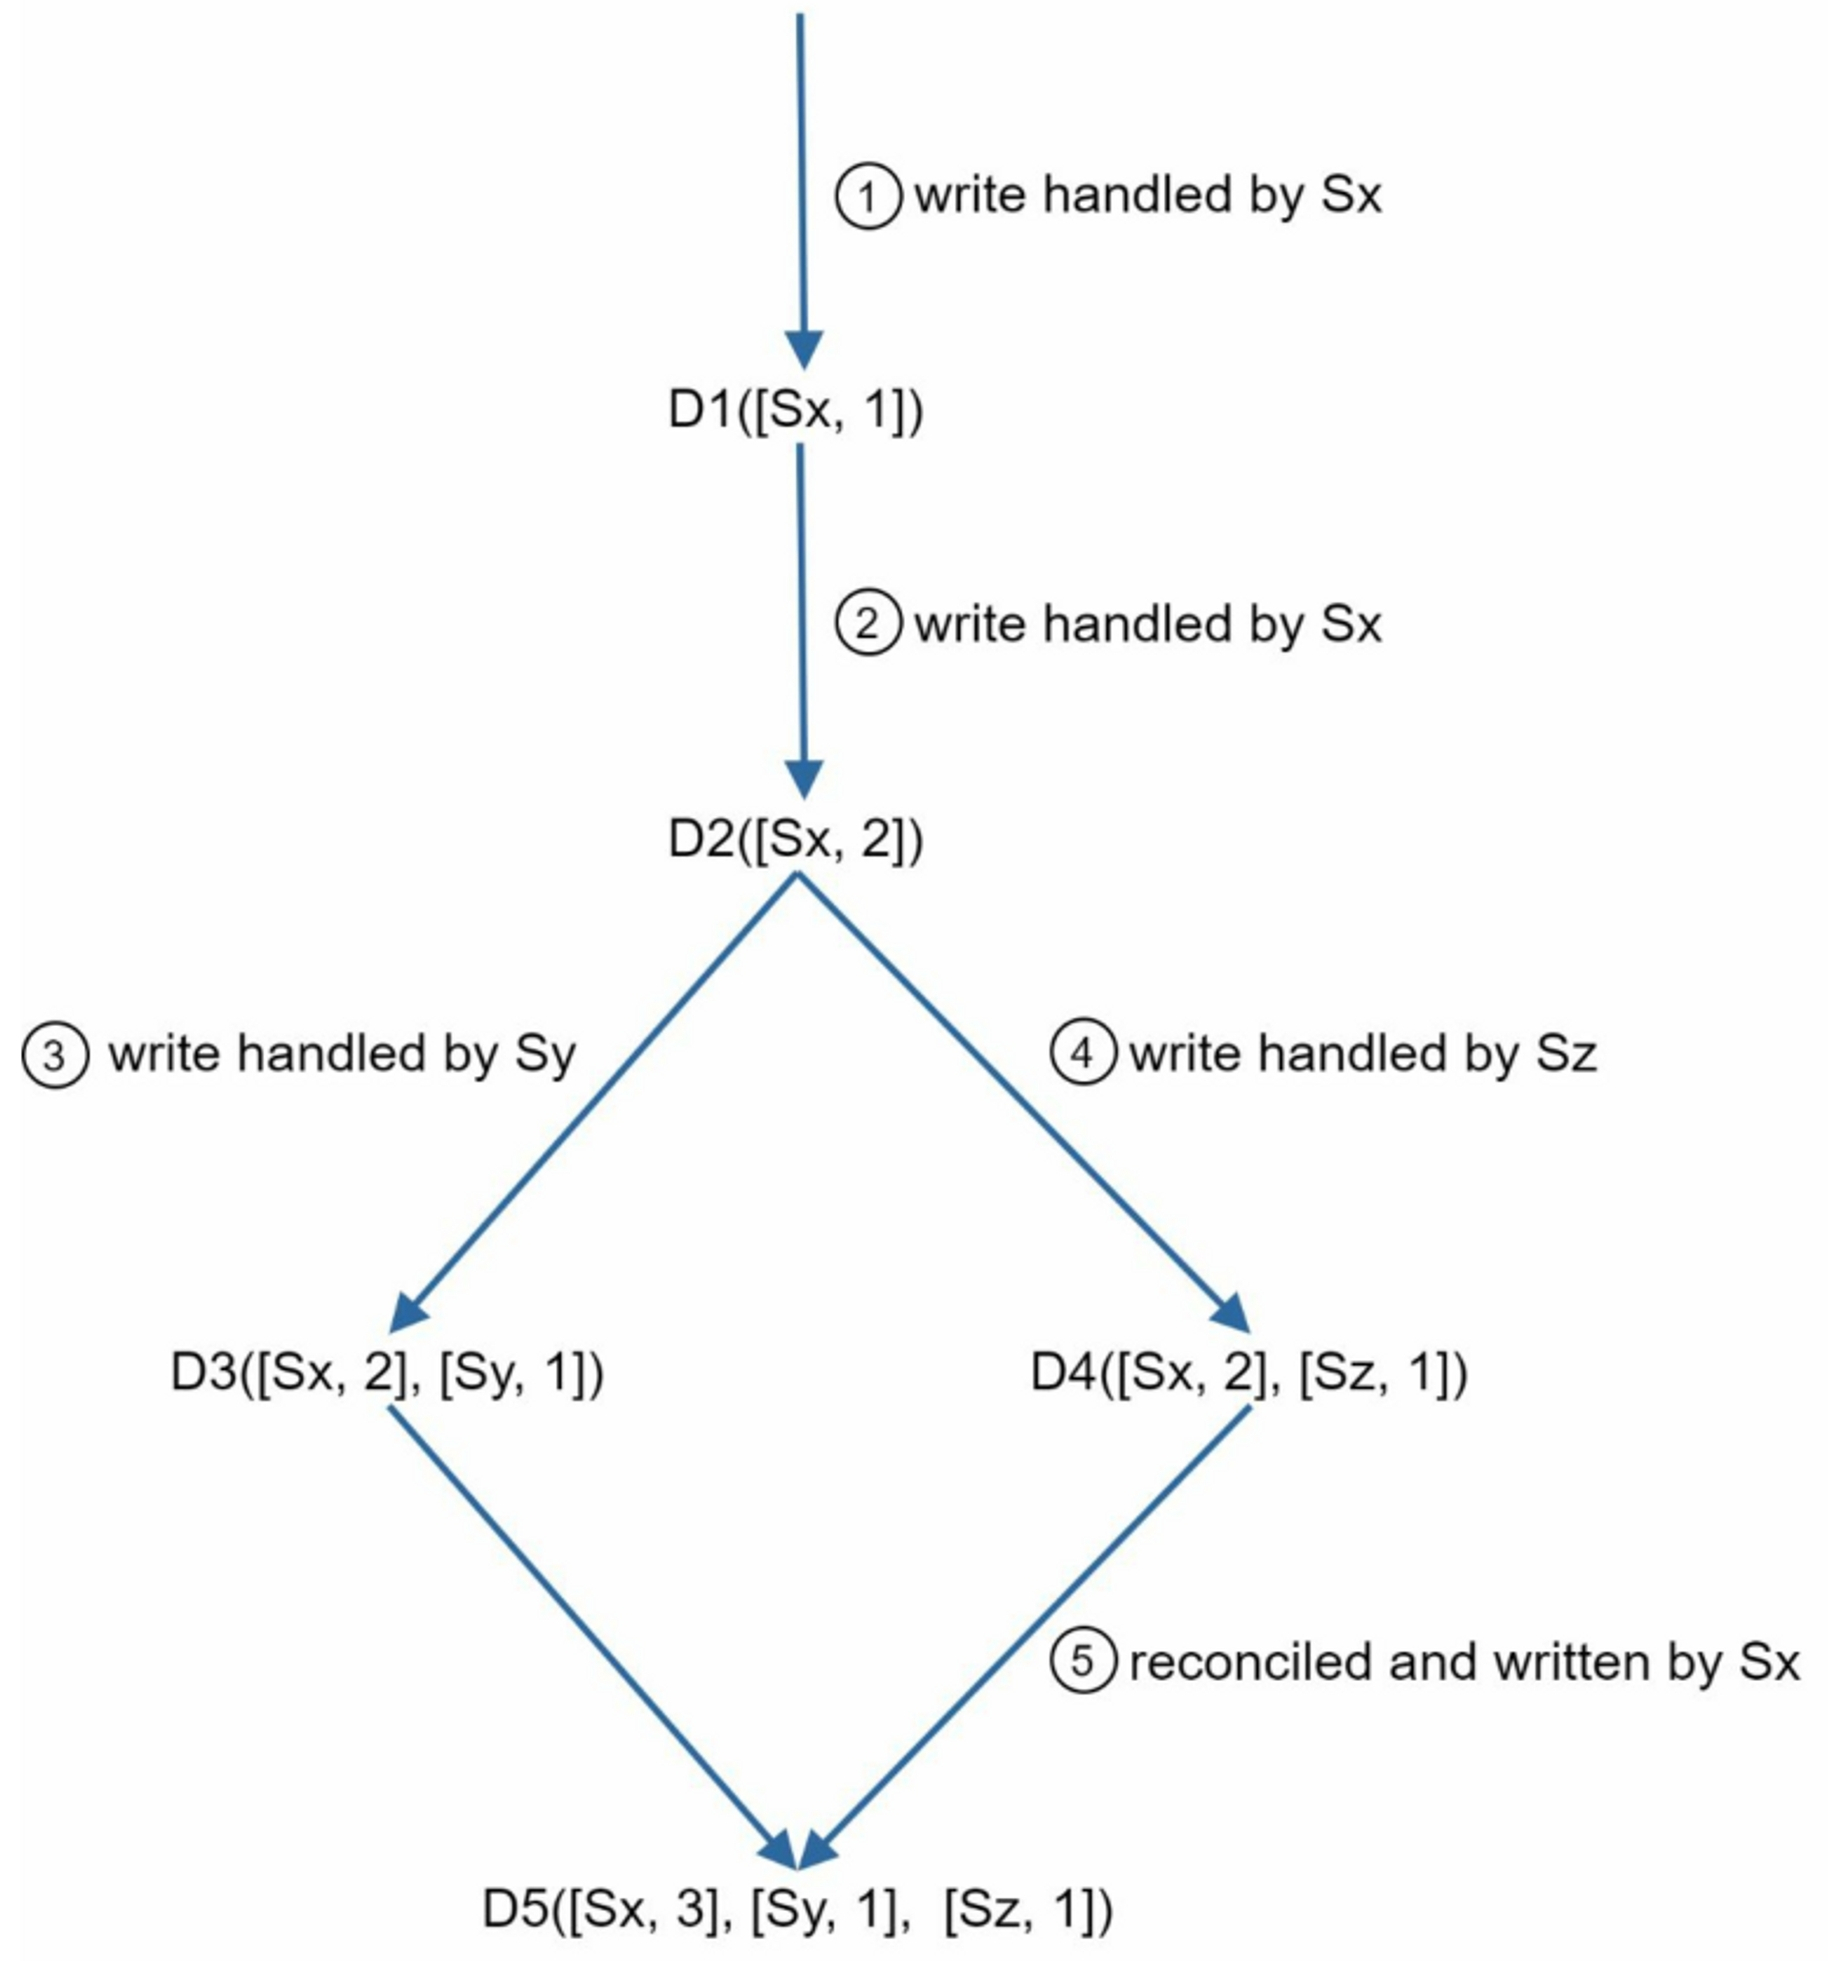 ① write handled by Sx
D1([Sx, 1])
② write handled by Sx
D2([Sx, 2])
③ write handled by Sy
④ write handled by Sz
D3([Sx, 2], [Sy, 1])
D4([Sx, 2], [Sz, 1])
⑤ reconciled and written by Sx
D5([Sx, 3], [Sy, 1], [Sz, 1])